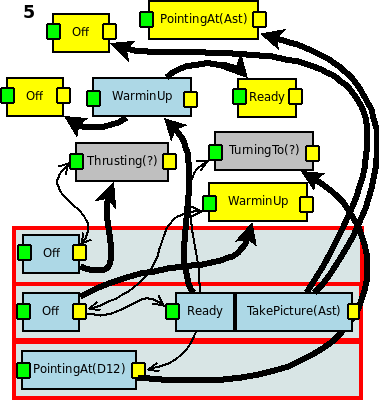 5
PointingAt(Ast)
Off
Off
WarminUp
Ready
Thrusting(?)
TurningTo(?)
WarminUp
Off
Off
Ready
TakePicture(Ast)
PointingAt(D12)